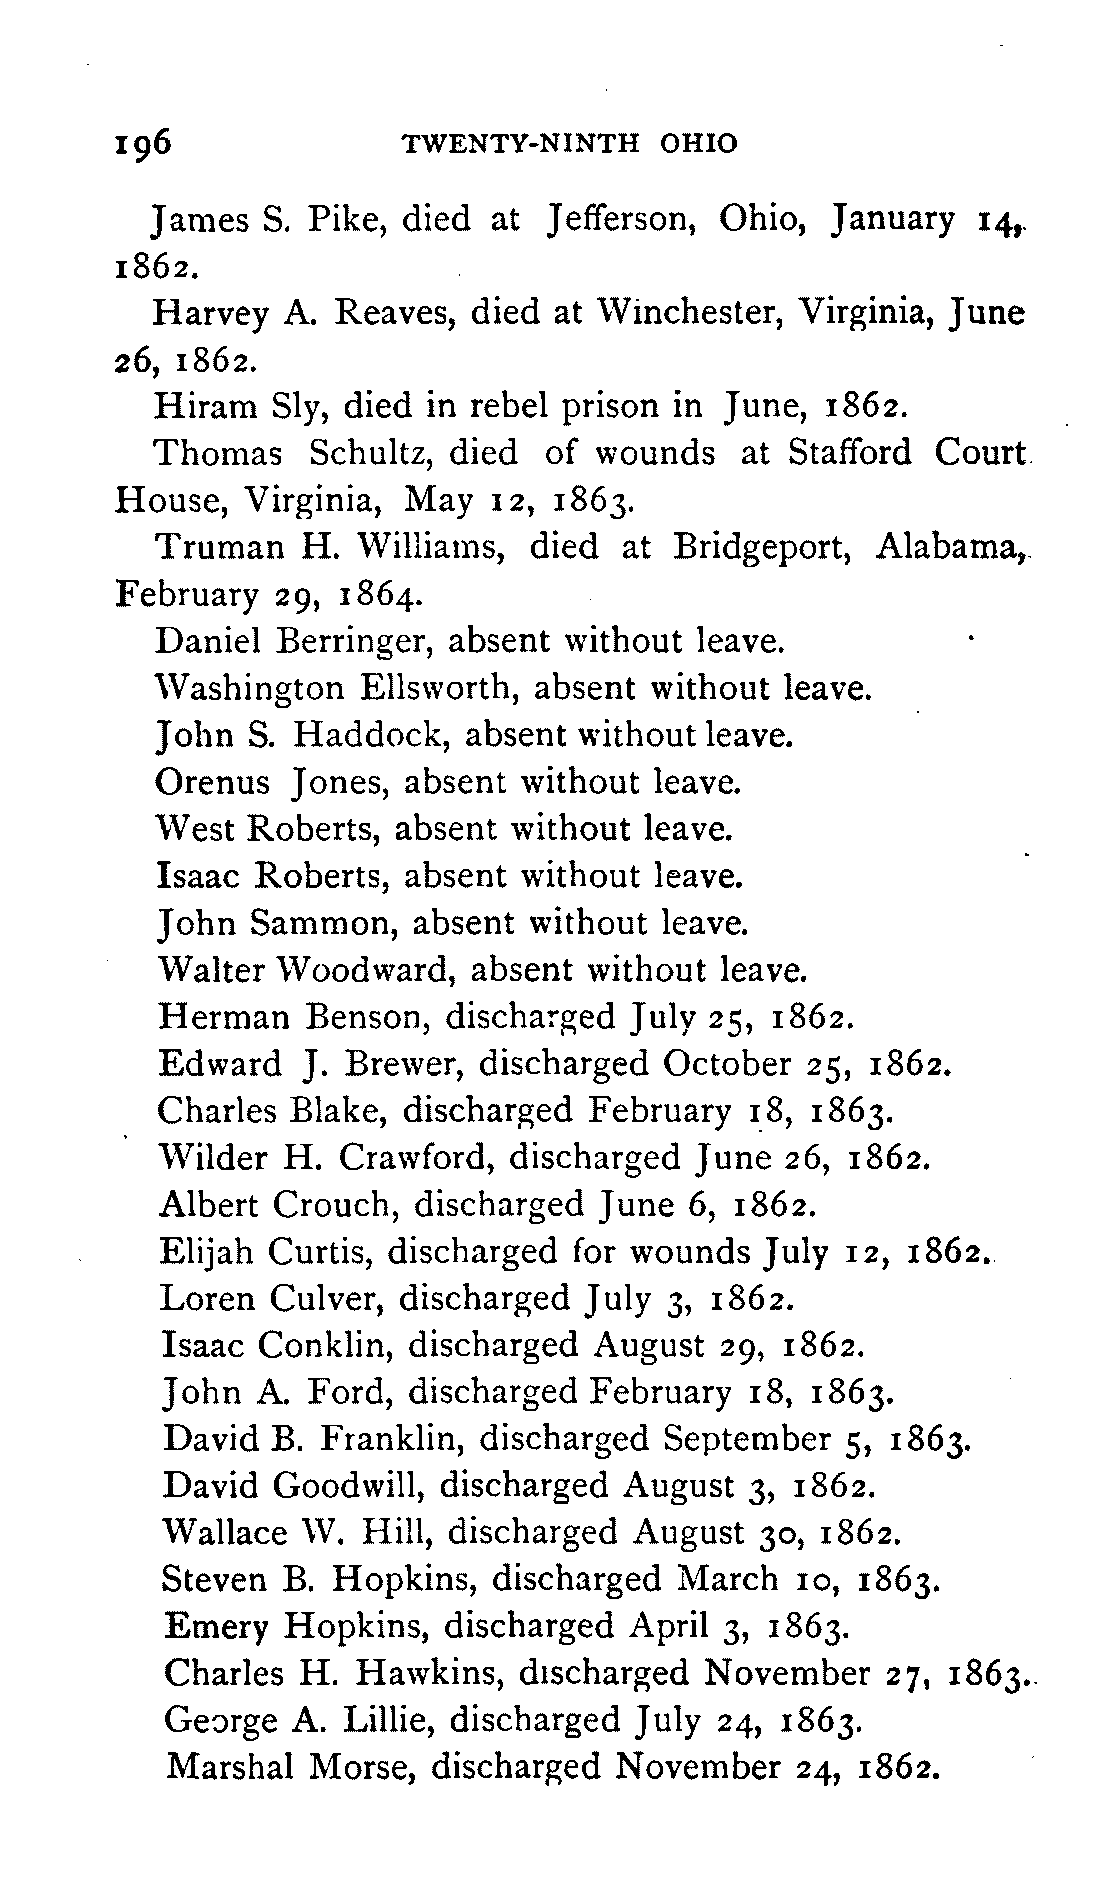 196 TWENTY-NINTH OHIO
James S. Pike, died at Jefferson, Ohio, January 14,
1862.
Harvey A. Reaves, died at Winchester, Virginia, June
26, 1862.
Hiram Sly, died in rebel prison in June, 1862.
Thomas Schultz, died of wounds at Stafford Court
House, Virginia, May 12, 1863.
Truman H. Williams, died at Bridgeport, Alabama,
February 29, 1864.
Daniel Berringer, absent without leave.
Washington Ellsworth, absent without leave.
John S. Haddock, absent without leave.
Orenus Jones, absent without leave.
West Roberts, absent without leave.
Isaac Roberts, absent without leave.
John Sammon, absent without leave.
Walter Woodward, absent without leave.
Herman Benson, discharged July 25, 1862.
Edward J. Brewer, discharged October 25, 1862.
Charles Blake, discharged February 18, 1863.
Wilder H. Crawford, discharged June 26, 1862.
Albert Crouch, discharged June 6, 1862.
Elijah Curtis, discharged for wounds July 12, 1862.
Loren Culver, discharged July 3, 1862.
Isaac Conklin, discharged August 29, 1862.
John A. Ford, discharged February 18, 1863.
David B. Franklin, discharged September 5, 1863.
David Goodwill, discharged August 3, 1862.
Wallace W. Hill, discharged August 30, 1862.
Steven B. Hopkins, discharged March 10, 1863.
Emery Hopkins, discharged April 3, 1863.
Charles H. Hawkins, discharged November 27, 1863.
George A. Lillie, discharged July 24, 1863.
Marshal Morse, discharged November 24, 1862.